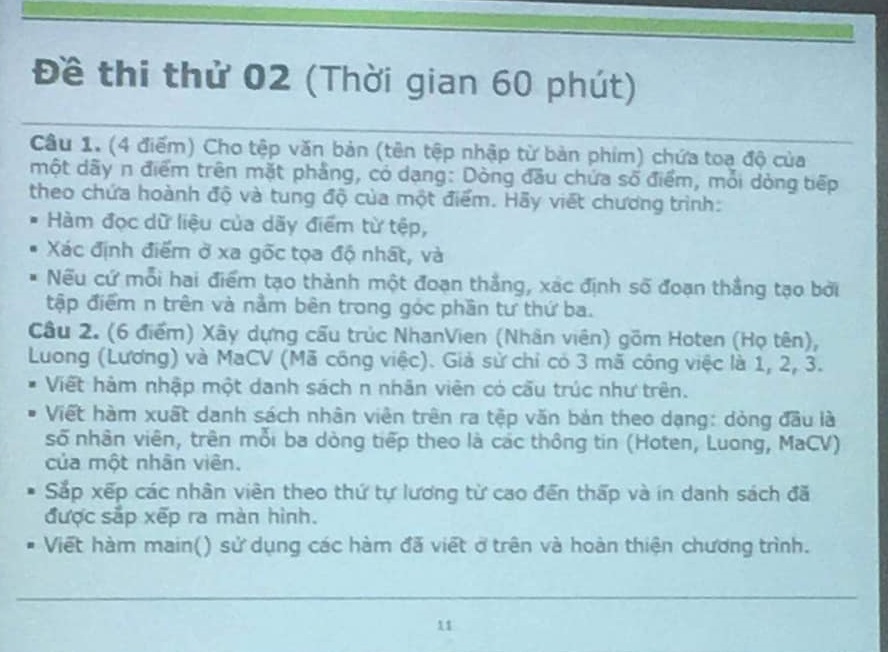 Đề thi thử 02 (Thời gian 60 phút)
Câu 1. (4 điểm) Cho tệp văn bản (tên tệp nhập từ bàn phím) chứa toạ độ của
một dãy n điểm trên mặt phẳng, có dạng: Dòng đầu chứa số điểm, mỗi dòng tiếp
theo chứa hoành độ và tung độ của một điểm. Hãy viết chương trình:
▪ Hàm đọc dữ liệu của dãy điểm từ tệp,
▪ Xác định điểm ở xa gốc tọa độ nhất, và
▪ Nếu cứ mỗi hai điểm tạo thành một đoạn thẳng, xác định số đoạn thẳng tạo bởi
tập điểm n trên và nằm bên trong góc phần tư thứ ba.
Câu 2. (6 điểm) Xây dựng cấu trúc NhanVien (Nhân viên) gồm Hoten (Họ tên),
Luong (Lương) và MaCV (Mã công việc). Giả sử chỉ có 3 mã công việc là 1, 2, 3.
▪ Viết hàm nhập một danh sách n nhân viên có cấu trúc như trên.
▪ Viết hàm xuất danh sách nhân viên trên ra tệp văn bản theo dạng: dòng đầu là
số nhân viên, trên mỗi ba dòng tiếp theo là các thông tin (Hoten, Luong, MaCV)
của một nhân viên.
▪ Sắp xếp các nhân viên theo thứ tự lương từ cao đến thấp và in danh sách đã
được sắp xếp ra màn hình.
▪ Viết hàm main() sử dụng các hàm đã viết ở trên và hoàn thiện chương trình.
11